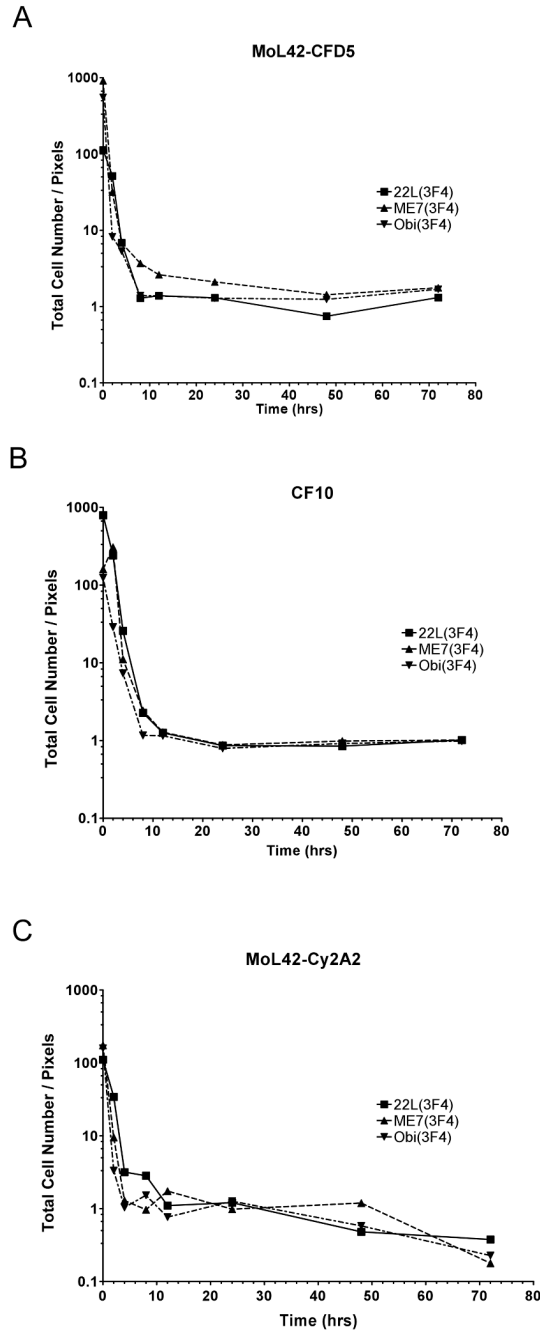 A
MoL42-CFD5
1000
100
10
1
0.1
Total Cell Number / Pixels
22L(3F4)
ME7(3F4)
Obi(3F4)
0 10 20 30 40 50 60 70 80
Time (hrs)
B
CF10
1000
100
10
1
0.1
Total Cell Number / Pixels
22L(3F4)
ME7(3F4)
Obi(3F4)
0 10 20 30 40 50 60 70 80
Time (hrs)
C
MoL42-Cy2A2
1000
100
10
1
0.1
Total Cell Number / Pixels
22L(3F4)
ME7(3F4)
Obi(3F4)
0 10 20 30 40 50 60 70 80
Time (hrs)